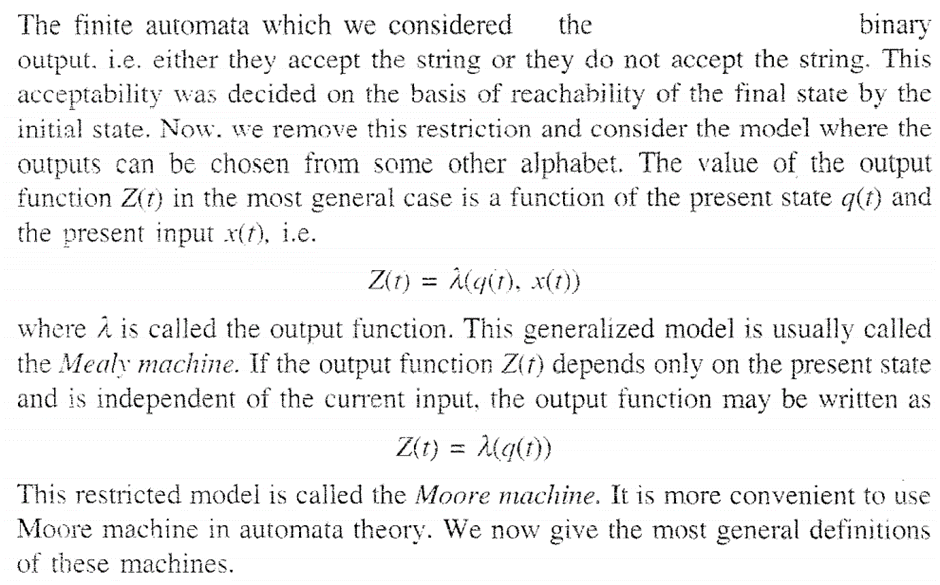 The finite automata which we considered the binary
output. i.e. either they accept the string or they do not accept the string. This
acceptability was decided on the basis of reachability of the final state by the
initial state. Now. we remove this restriction and consider the model where the
outputs can be chosen from some other alphabet. The value of the output
function Z(t) in the most general case is a function of the present state q(t) and
the present input x(t), i.e.
Z(t) = λ(q(t), x(t))
where λ is called the output function. This generalized model is usually called
the Mealy machine. If the output function Z(t) depends only on the present state
and is independent of the current input, the output function may be written as
Z(t) = λ(q(t))
This restricted model is called the Moore machine. It is more convenient to use
Moore machine in automata theory. We now give the most general definitions
of these machines.